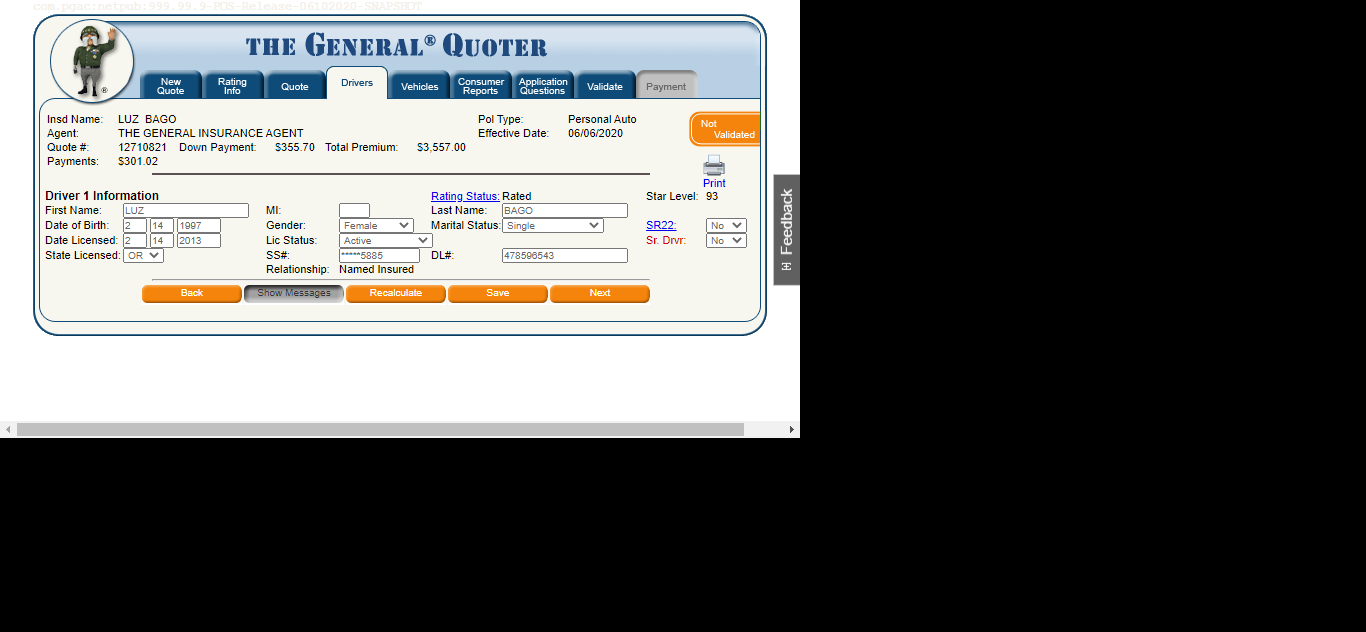 com.pgac:netpub:999.99.9-POS-Release-06102020-SNAPSHOT
THE GENERAL® QUOTER
New Quote Rating Info Quote Drivers Vehicles Consumer Reports Application Questions Validate Payment
Insd Name: LUZ BAGO Pol Type: Personal Auto
Agent: THE GENERAL INSURANCE AGENT Effective Date: 06/06/2020
Quote #: 12710821 Down Payment: $355.70 Total Premium: $3,557.00
Payments: $301.02
Not Validated
Print
Driver 1 Information Rating Status: Rated Star Level: 93
First Name: LUZ MI: Last Name: BAGO
Date of Birth: 2 14 1997 Gender: Female Marital Status: Single SR22: No
Date Licensed: 2 14 2013 Lic Status: Active Sr. Drvr: No
State Licensed: OR SS#: *****5885 DL#: 478596543
Relationship: Named Insured
Back Show Messages Recalculate Save Next
[+] Feedback